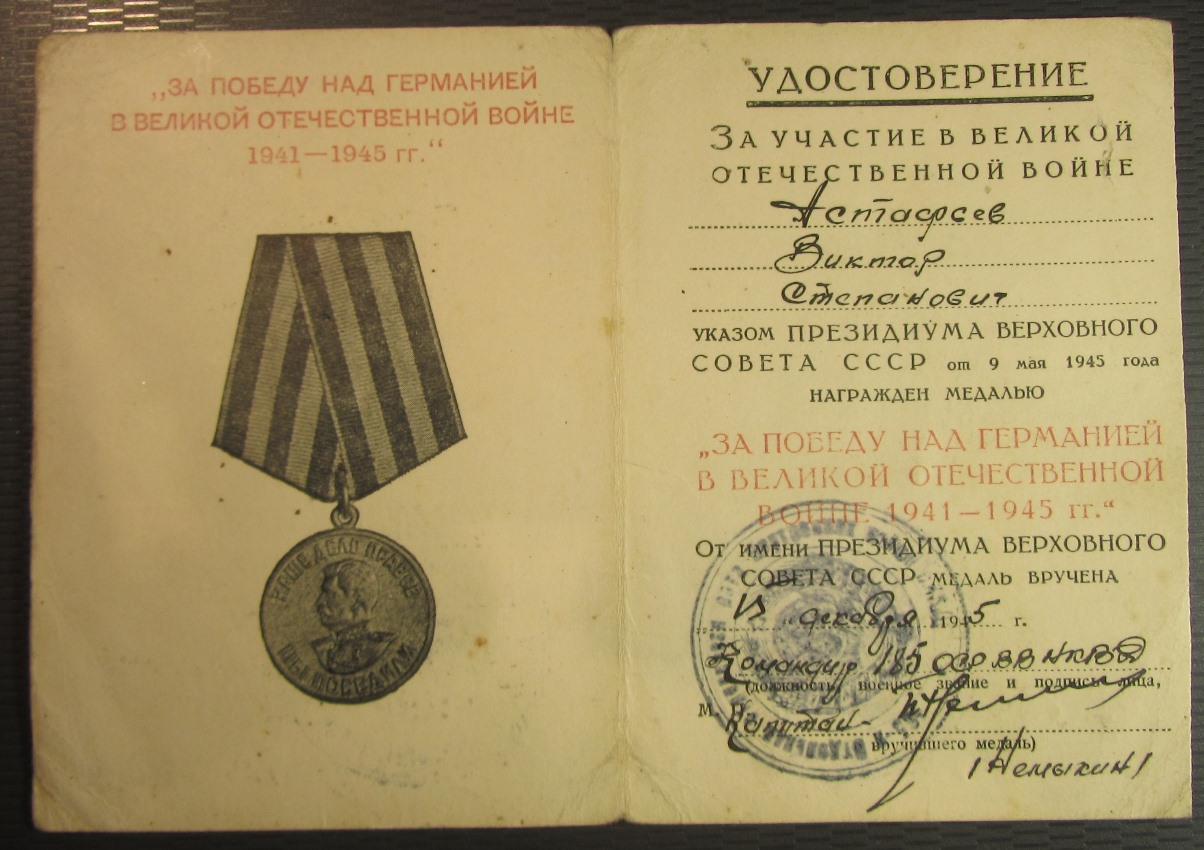 „ЗА ПОБЕДУ НАД ГЕРМАНИЕЙ
В ВЕЛИКОЙ ОТЕЧЕСТВЕННОЙ ВОЙНЕ
1941—1945 гг.“
НАШЕ ДЕЛО ПРАВОЕ
МЫ ПОБЕДИЛИ
УДОСТОВЕРЕНИЕ
ЗА УЧАСТИЕ В ВЕЛИКОЙ
ОТЕЧЕСТВЕННОЙ ВОЙНЕ
Астафьев
Виктор
Степанович
УКАЗОМ ПРЕЗИДИУМА ВЕРХОВНОГО
СОВЕТА СССР от 9 мая 1945 года
НАГРАЖДЕН МЕДАЛЬЮ
„ЗА ПОБЕДУ НАД ГЕРМАНИЕЙ
В ВЕЛИКОЙ ОТЕЧЕСТВЕННОЙ
ВОЙНЕ 1941—1945 гг.“
ОТ ИМЕНИ ПРЕЗИДИУМА ВЕРХОВНОГО
СОВЕТА СССР МЕДАЛЬ ВРУЧЕНА
декабря 1945 г.
Командир 185 ВВ НКВД
(должность, военное звание и подпись лица,
М. П. Капитан
вручившего медаль)
(Немыкин)